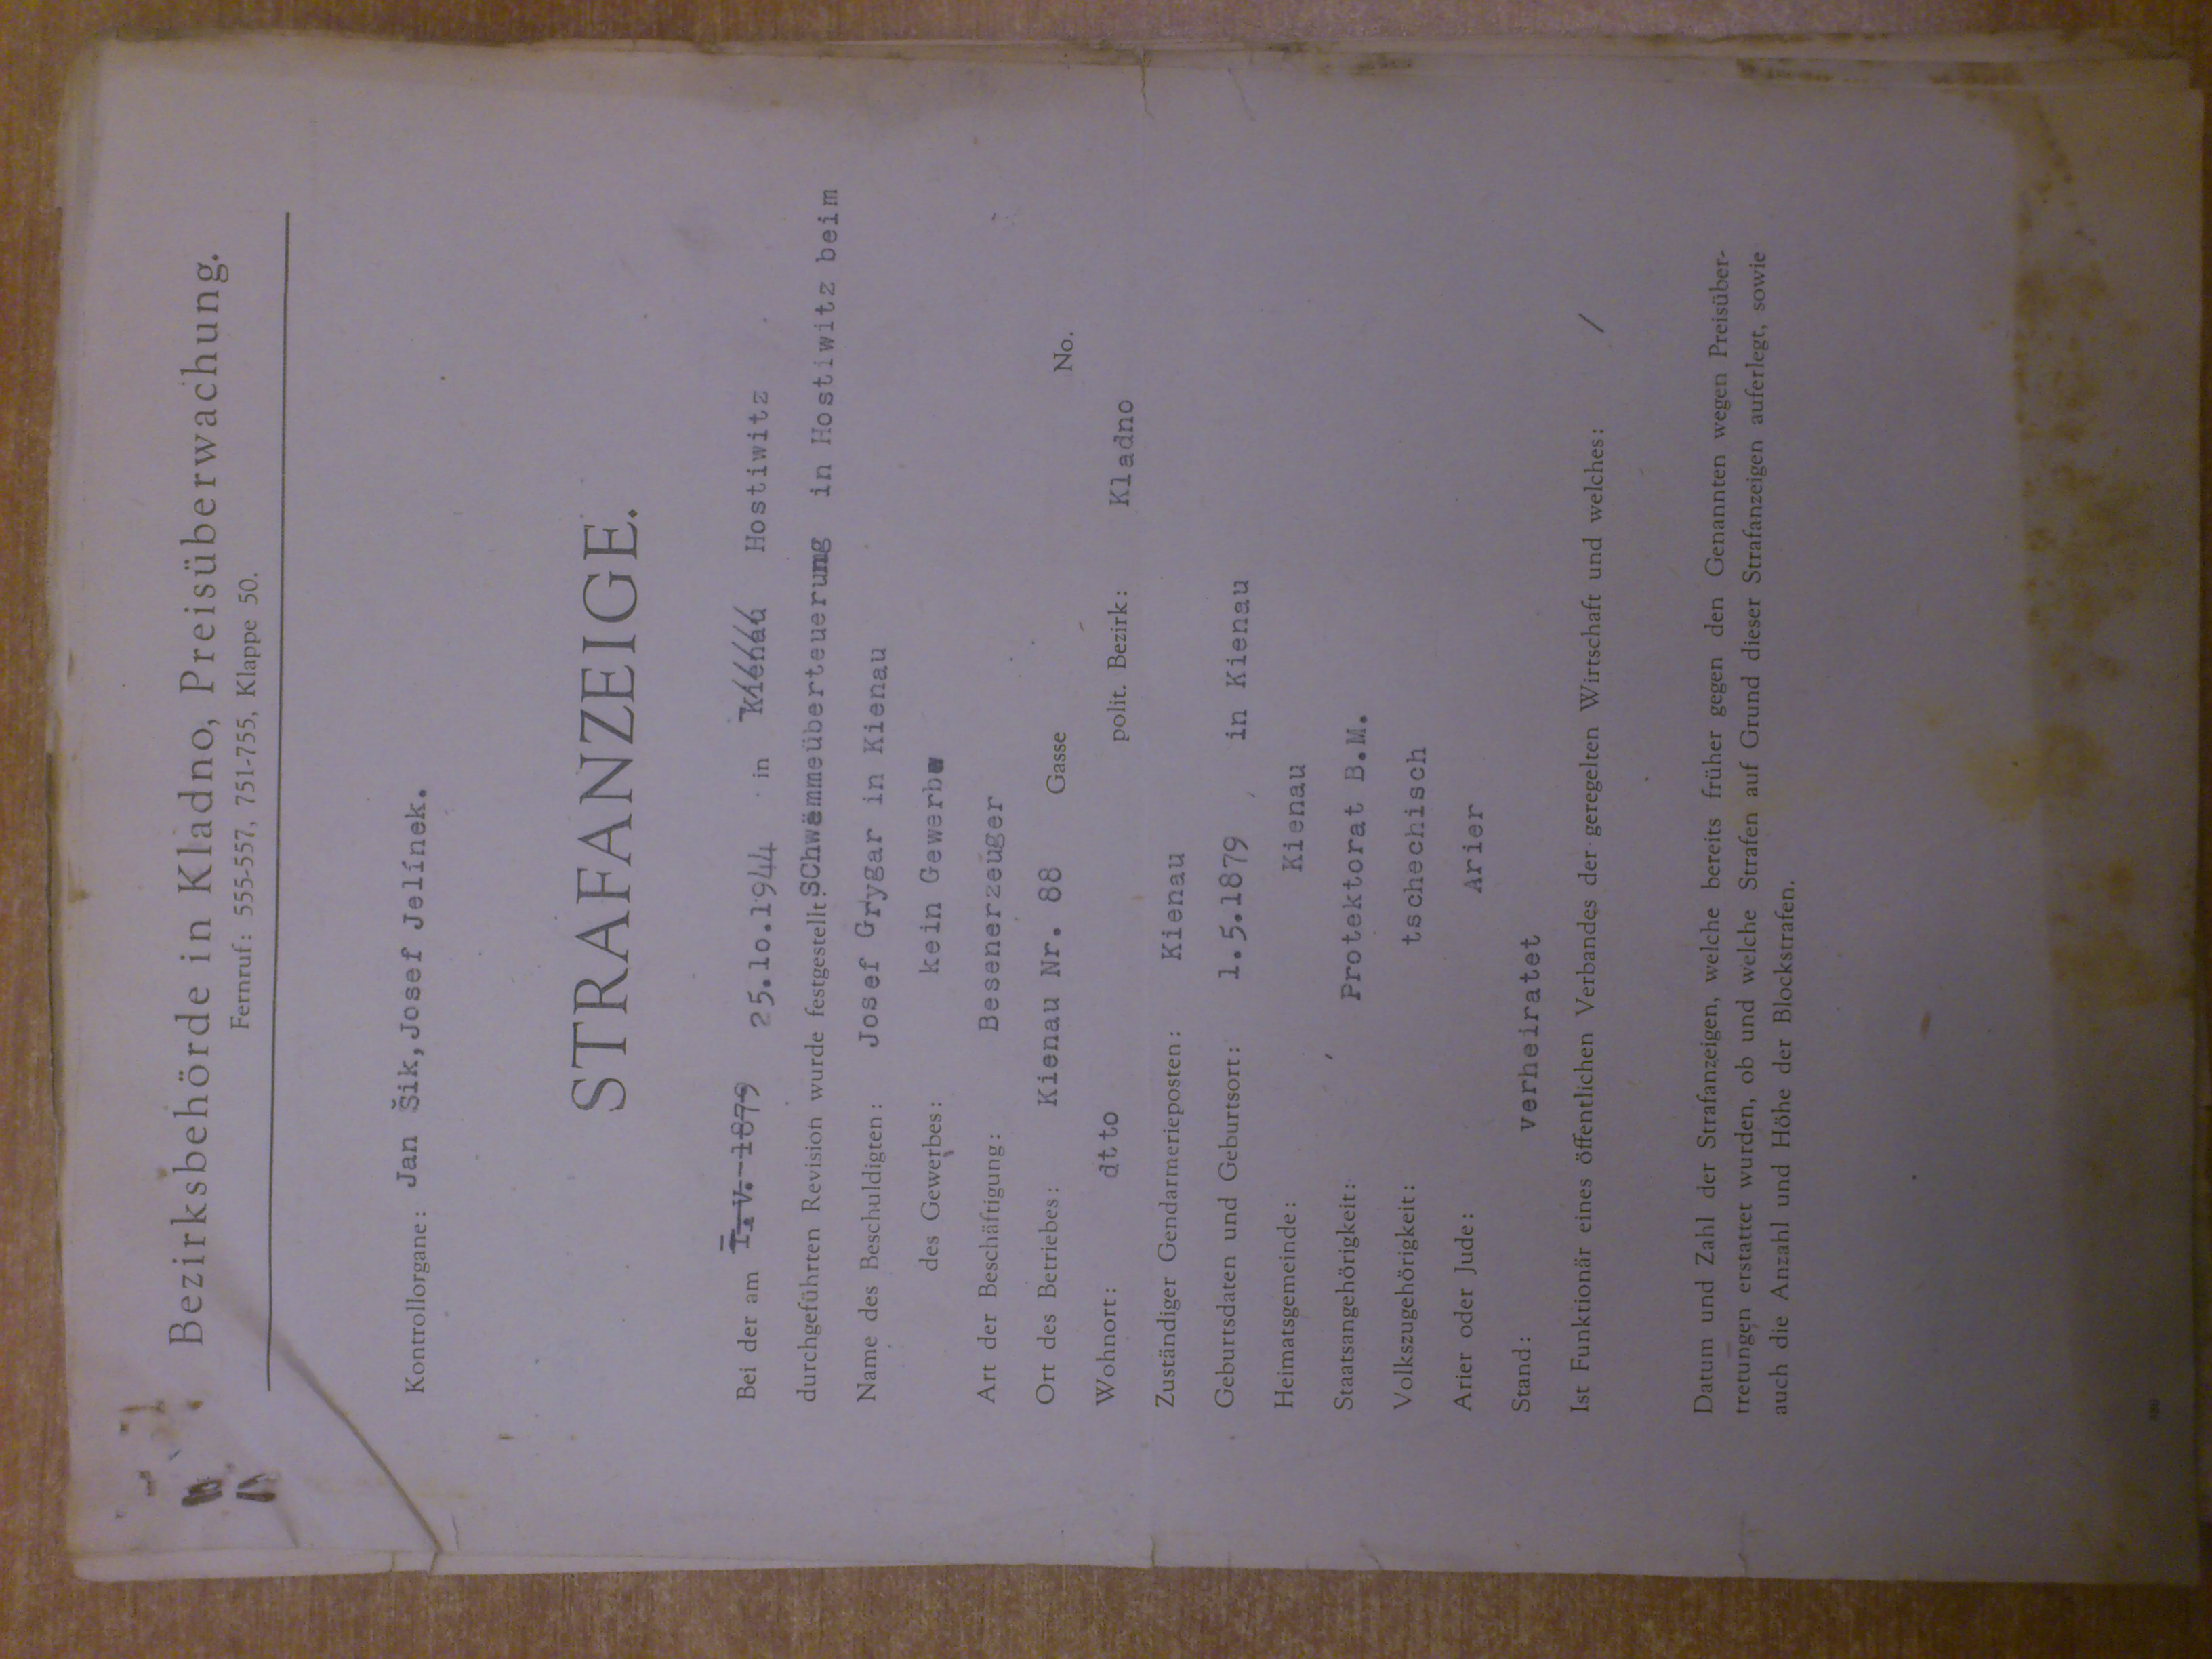 Bezirksbehörde in Kladno, Preisüberwachung.
Fernruf: 555-557, 751-755, Klappe 50.
Kontrollorgane: Jan Šik, Josef Jelínek.
STRAFANZEIGE.
Bei der am I. V. 1879 25.10.1944 in Kienau Hostiwitz
durchgeführten Revision wurde festgestellt: SChwämmeüberteuerung in Hostiwitz beim
Name des Beschuldigten: Josef Grygar in Kienau
des Gewerbes: kein Gewerbe
Art der Beschäftigung: Besenerzeuger
Ort des Betriebes: Kienau Nr. 88 Gasse No.
Wohnort: dtto polit. Bezirk: Kladno
Zuständiger Gendarmerieposten: Kienau
Geburtsdaten und Geburtsort: 1.5.1879 in Kienau
Heimatsgemeinde: Kienau
Staatsangehörigkeit: Protektorat B.M.
Volkszugehörigkeit: tschechisch
Arier oder Jude: Arier
Stand: verheiratet
Ist Funktionär eines öffentlichen Verbandes der geregelten Wirtschaft und welches: /
Datum und Zahl der Strafanzeigen, welche bereits früher gegen den Genannten wegen Preisüber-
tretungen erstattet wurden, ob und welche Strafen auf Grund dieser Strafanzeigen auferlegt, sowie
auch die Anzahl und Höhe der Blockstrafen.